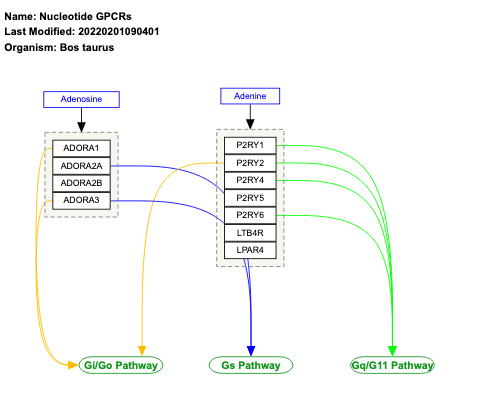 Name: Nucleotide GPCRs
Last Modified: 20220201090401
Organism: Bos taurus
Adenosine
Adenine
ADORA1
ADORA2A
ADORA2B
ADORA3
P2RY1
P2RY2
P2RY4
P2RY5
P2RY6
LTB4R
LPAR4
Gi/Go Pathway
Gs Pathway
Gq/G11 Pathway